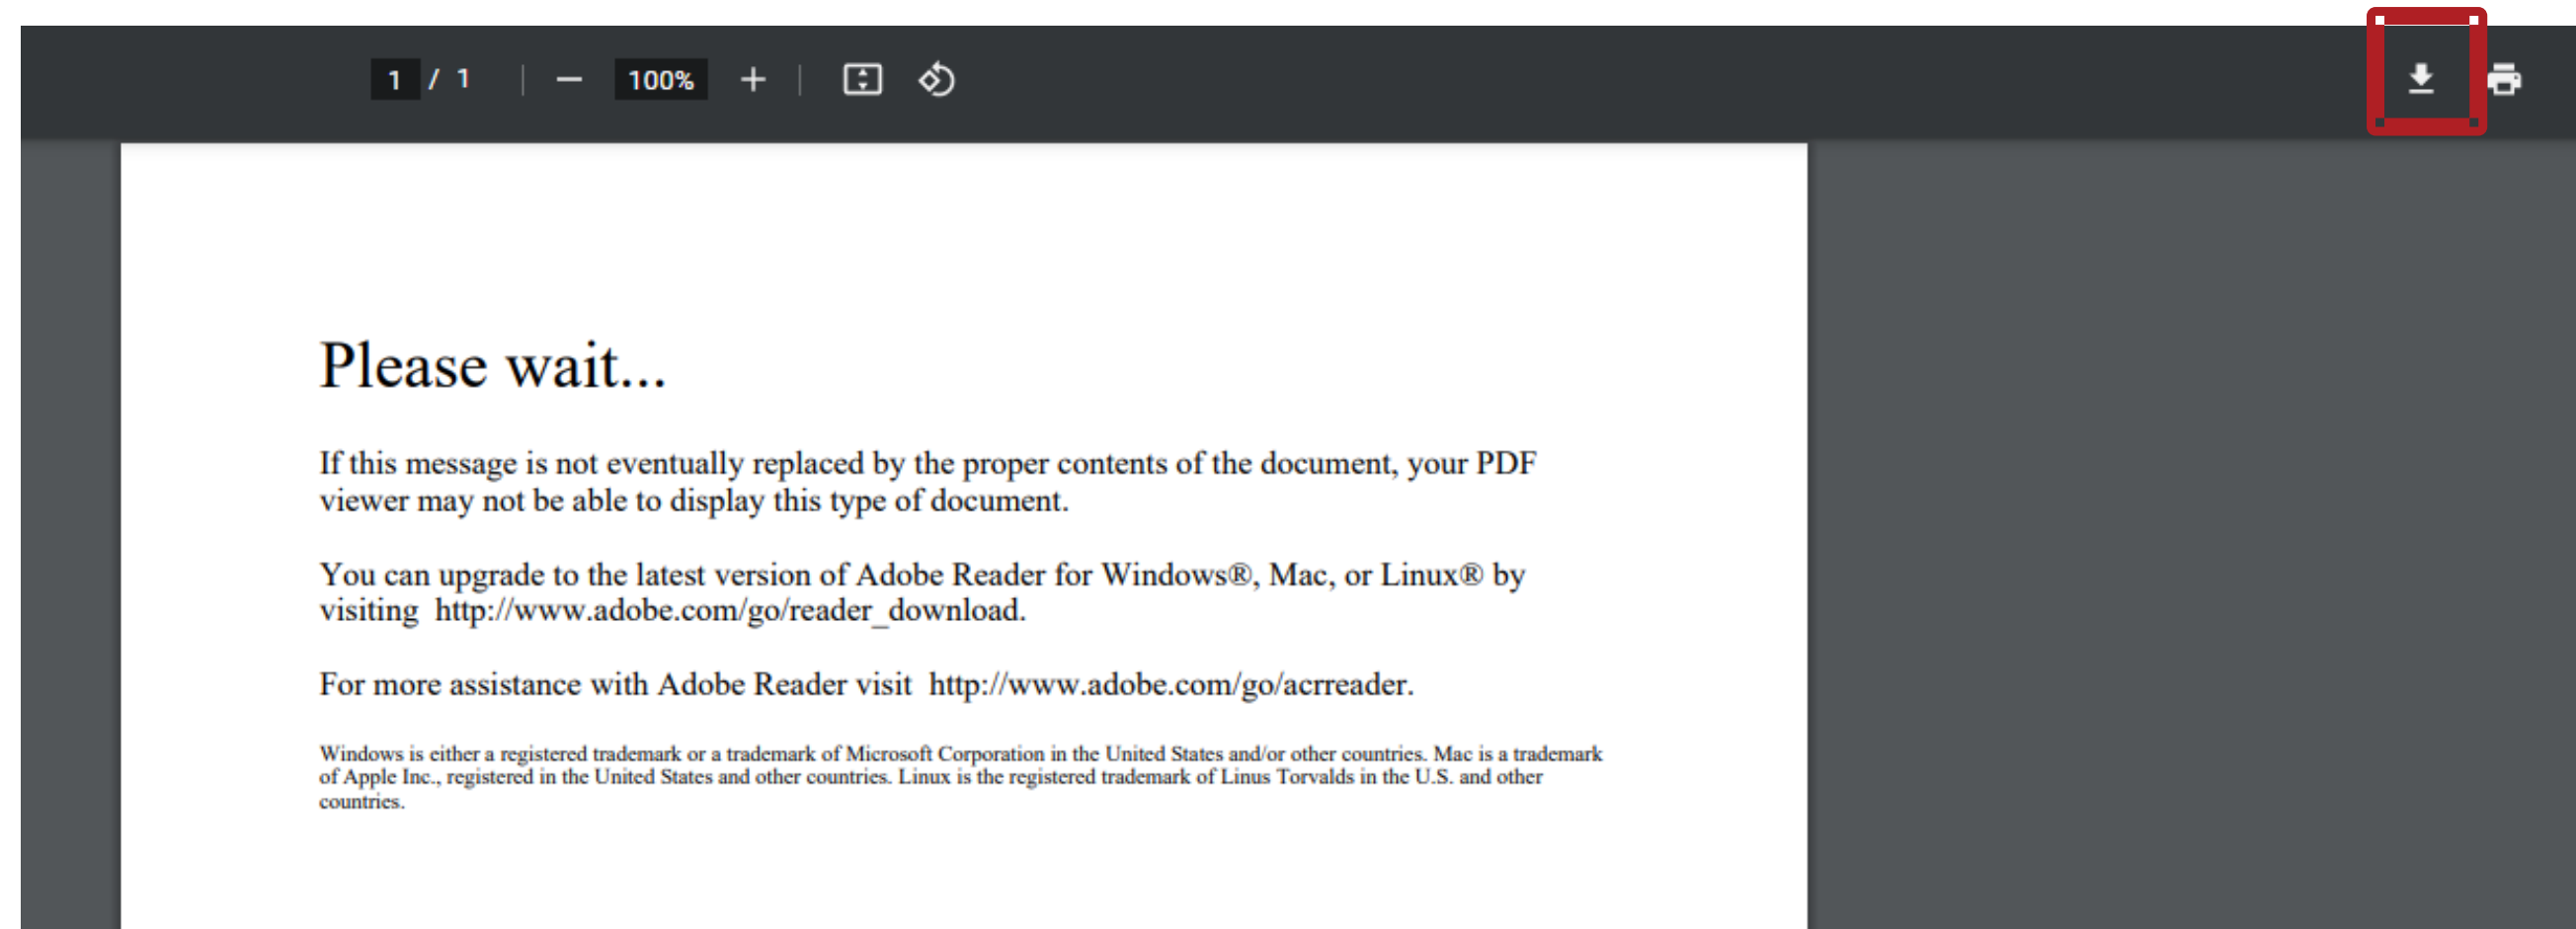 1 / 1 100%
Please wait...
If this message is not eventually replaced by the proper contents of the document, your PDF
viewer may not be able to display this type of document.
You can upgrade to the latest version of Adobe Reader for Windows®, Mac, or Linux® by
visiting  http://www.adobe.com/go/reader_download.
For more assistance with Adobe Reader visit  http://www.adobe.com/go/acrreader.
Windows is either a registered trademark or a trademark of Microsoft Corporation in the United States and/or other countries. Mac is a trademark
of Apple Inc., registered in the United States and other countries. Linux is the registered trademark of Linus Torvalds in the U.S. and other
countries.